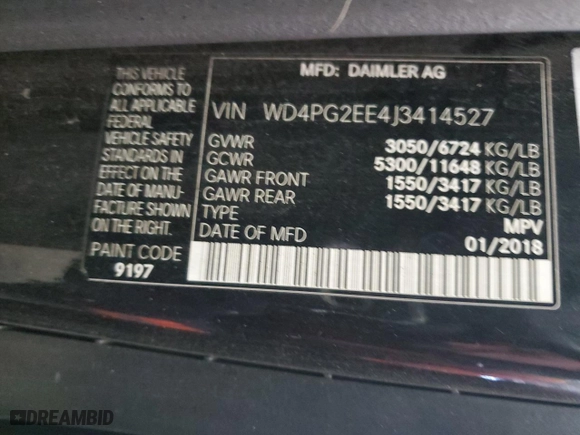 MFD: DAIMLER AG
THIS VEHICLE
CONFORMS TO
ALL APPLICABLE
FEDERAL
VEHICLE SAFETY
STANDARDS IN
EFFECT ON THE
DATE OF MANU-
FACTURE SHOWN
ON THE RIGHT.
PAINT CODE
9197
VIN WD4PG2EE4J3414527
GVWR 3050/6724 KG/LB
GCWR 5300/11648 KG/LB
GAWR FRONT 1550/3417 KG/LB
GAWR REAR 1550/3417 KG/LB
TYPE MPV
DATE OF MFD 01/2018
DREAMBID